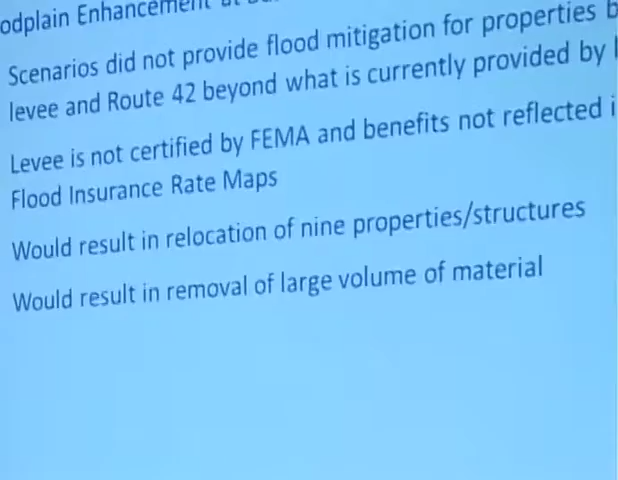 odplain Enhancement at
Scenarios did not provide flood mitigation for properties b
levee and Route 42 beyond what is currently provided by l
Levee is not certified by FEMA and benefits not reflected i
Flood Insurance Rate Maps
Would result in relocation of nine properties/structures
Would result in removal of large volume of material